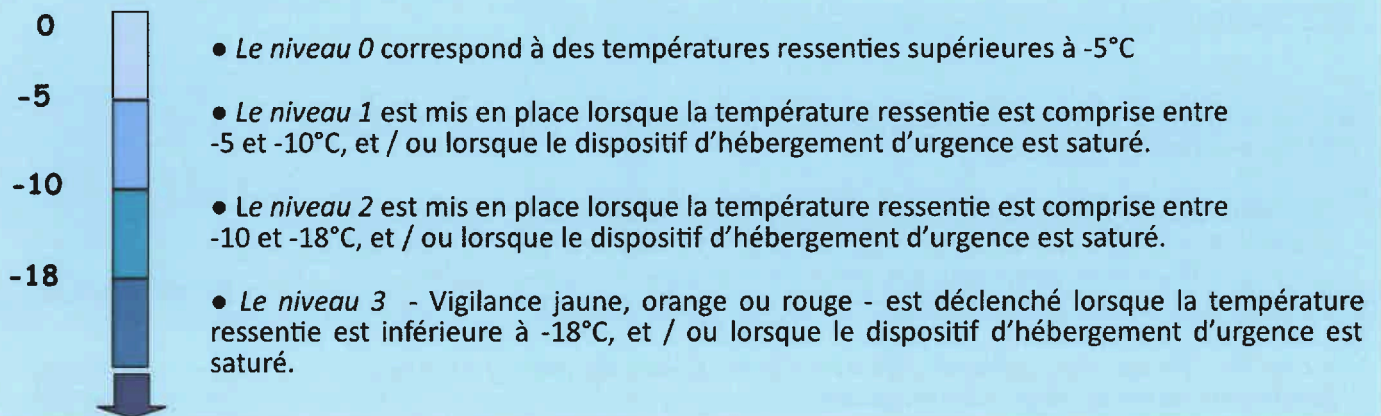 0
● Le niveau 0 correspond à des températures ressenties supérieures à -5°C
-5
● Le niveau 1 est mis en place lorsque la température ressentie est comprise entre
-5 et -10°C, et / ou lorsque le dispositif d'hébergement d'urgence est saturé.
-10
● Le niveau 2 est mis en place lorsque la température ressentie est comprise entre
-10 et -18°C, et / ou lorsque le dispositif d'hébergement d'urgence est saturé.
-18
● Le niveau 3 - Vigilance jaune, orange ou rouge - est déclenché lorsque la température
ressentie est inférieure à -18°C, et / ou lorsque le dispositif d'hébergement d'urgence est
saturé.